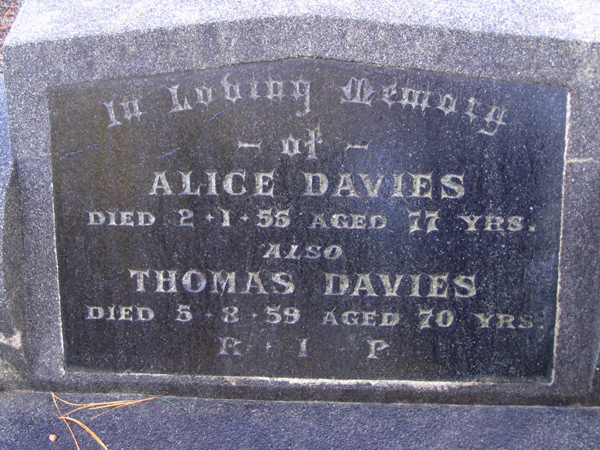 In Loving Memory
- of -
ALICE DAVIES
DIED 2·1·55 AGED 77 YRS.
ALSO
THOMAS DAVIES
DIED 5·8·59 AGED 70 YRS.
R · I · P